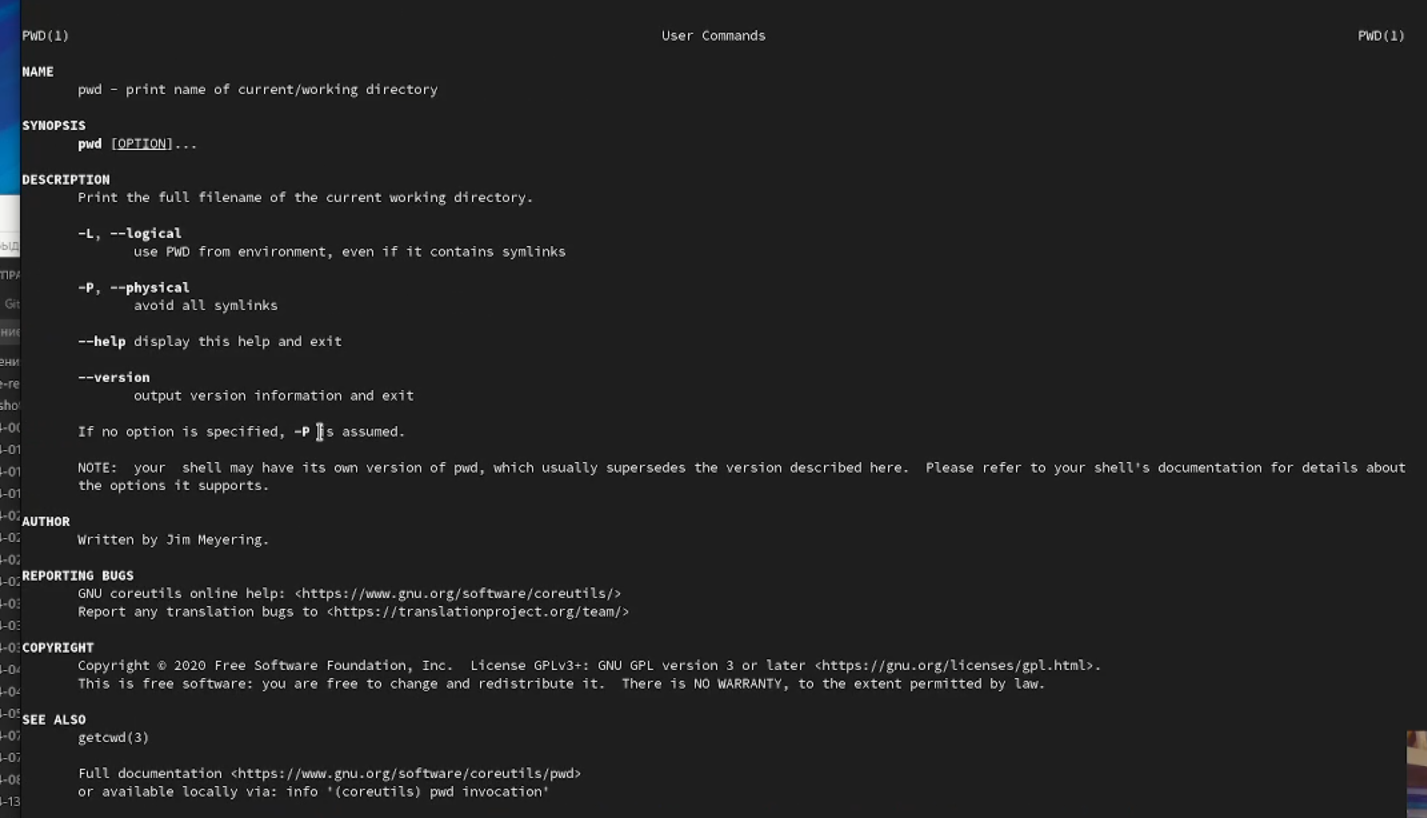 PWD(1) User Commands PWD(1)
NAME
pwd - print name of current/working directory
SYNOPSIS
pwd [OPTION]...
DESCRIPTION
Print the full filename of the current working directory.
-L, --logical
use PWD from environment, even if it contains symlinks
-P, --physical
avoid all symlinks
--help display this help and exit
--version
output version information and exit
If no option is specified, -P is assumed.
NOTE:  your  shell may have its own version of pwd, which usually supersedes the version described here.  Please refer to your shell's documentation for details about
the options it supports.
AUTHOR
Written by Jim Meyering.
REPORTING BUGS
GNU coreutils online help: <https://www.gnu.org/software/coreutils/>
Report any translation bugs to <https://translationproject.org/team/>
COPYRIGHT
Copyright © 2020 Free Software Foundation, Inc.  License GPLv3+: GNU GPL version 3 or later <https://gnu.org/licenses/gpl.html>.
This is free software: you are free to change and redistribute it.  There is NO WARRANTY, to the extent permitted by law.
SEE ALSO
getcwd(3)
Full documentation <https://www.gnu.org/software/coreutils/pwd>
or available locally via: info '(coreutils) pwd invocation'